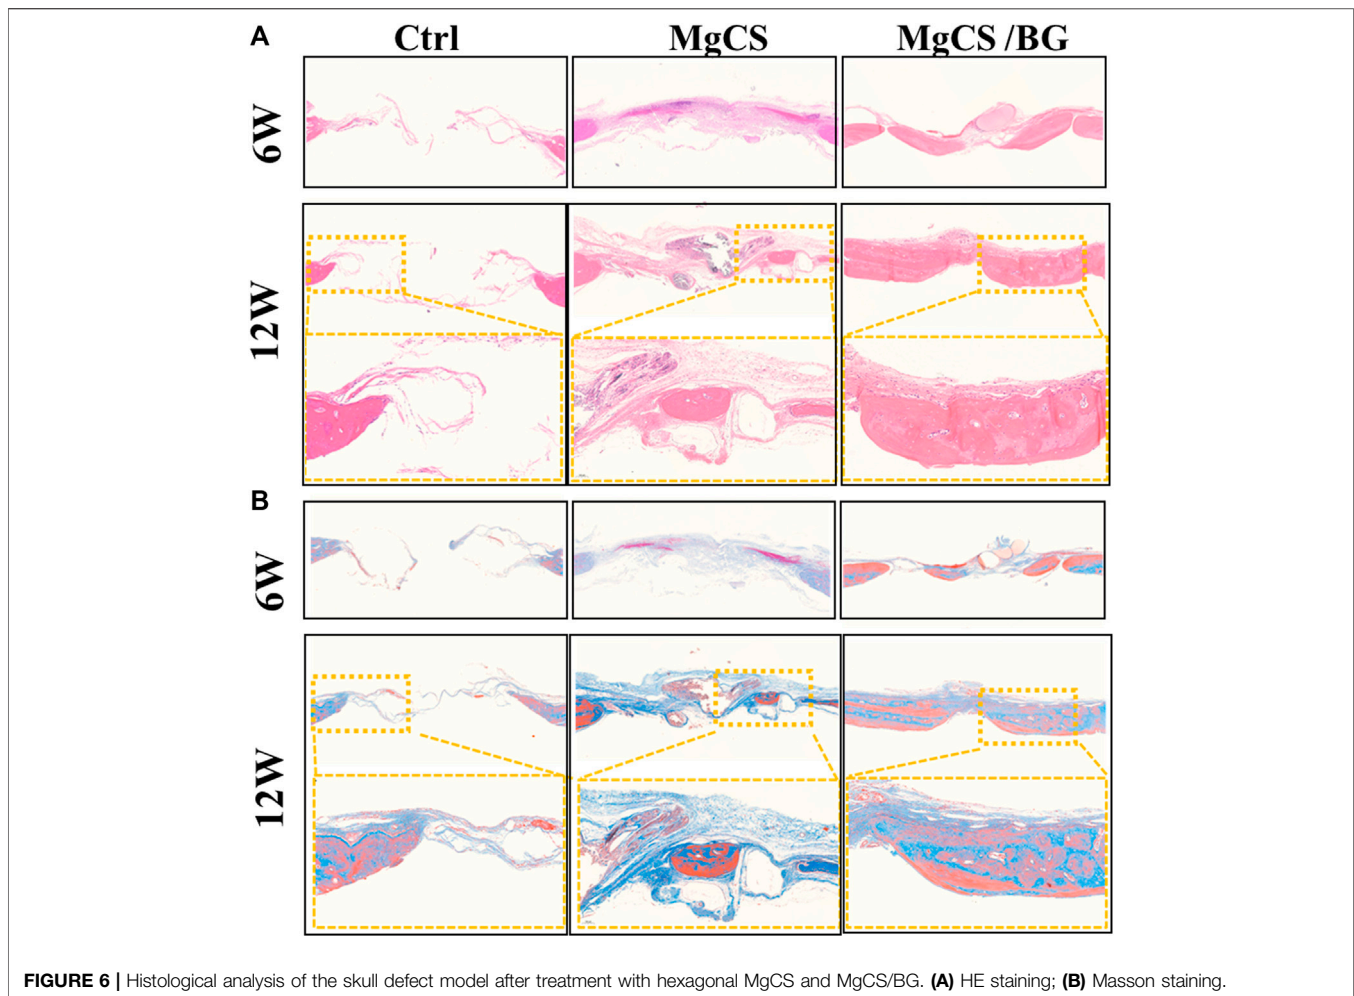 A
Ctrl
MgCS
MgCS /BG
6W
12W
B
6W
12W
FIGURE 6 | Histological analysis of the skull defect model after treatment with hexagonal MgCS and MgCS/BG. (A) HE staining; (B) Masson staining.